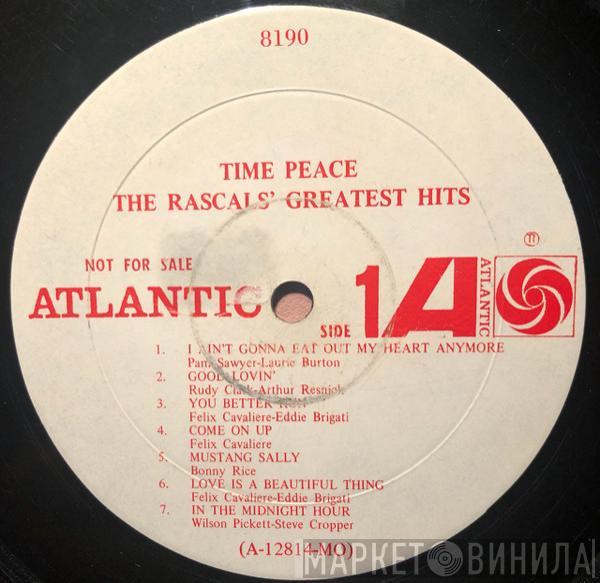 8190
TIME PEACE
THE RASCALS' GREATEST HITS
NOT FOR SALE
ATLANTIC
SIDE 1
A
ATLANTIC
1. I AIN'T GONNA EAT OUT MY HEART ANYMORE
Pam Sawyer-Laurie Burton
2. GOOD LOVIN'
Rudy Clark-Arthur Resnick
3. YOU BETTER
Felix Cavaliere-Eddie Brigati
4. COME ON UP
Felix Cavaliere
5. MUSTANG SALLY
Bonny Rice
6. LOVE IS A BEAUTIFUL THING
Felix Cavaliere-Eddie Brigati
7. IN THE MIDNIGHT HOUR
Wilson Pickett-Steve Cropper
(A-12814-MO)
МАРКЕТ ВИНИЛА